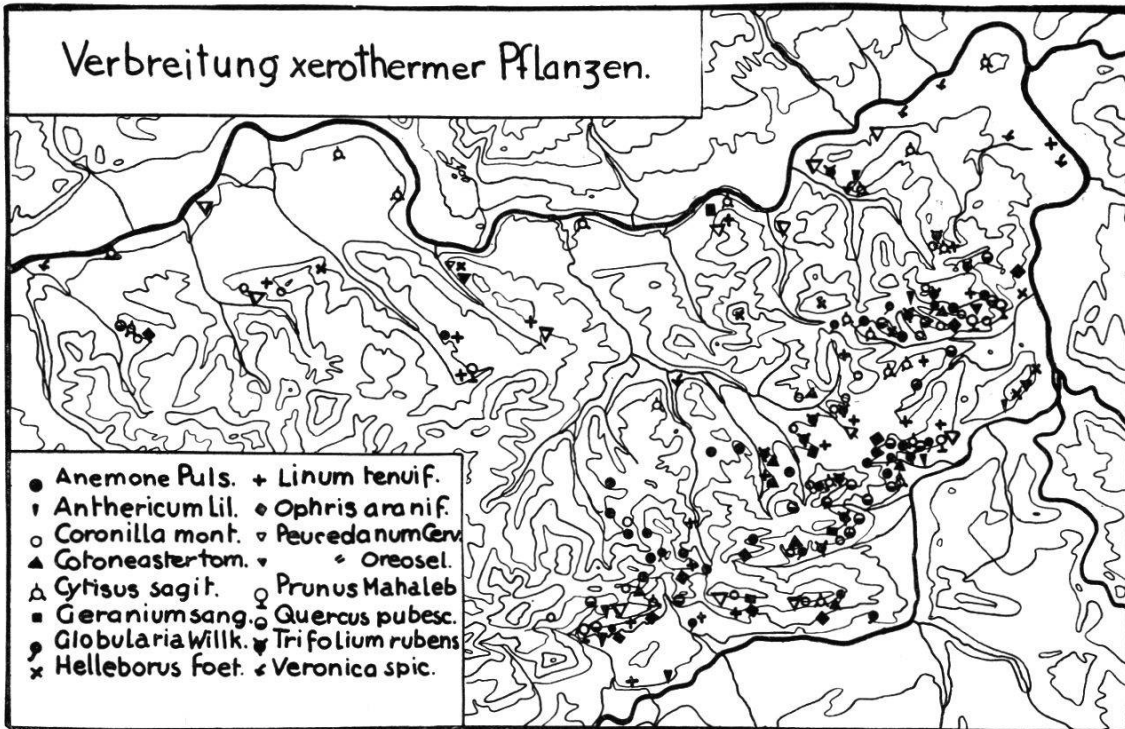 Verbreitung xerothermer Pflanzen.
Anemone Puls.
Anthericum Lil.
Coronilla mont.
Cotoneaster tom.
Cytisus sagit.
Geranium sang.
Globularia Willk.
Helleborus foet.
Linum tenuif.
Ophris aranif.
Peucedanum Cerv.
" Oreosel.
Prunus Mahaleb
Quercus pubesc.
Trifolium rubens
Veronica spic.